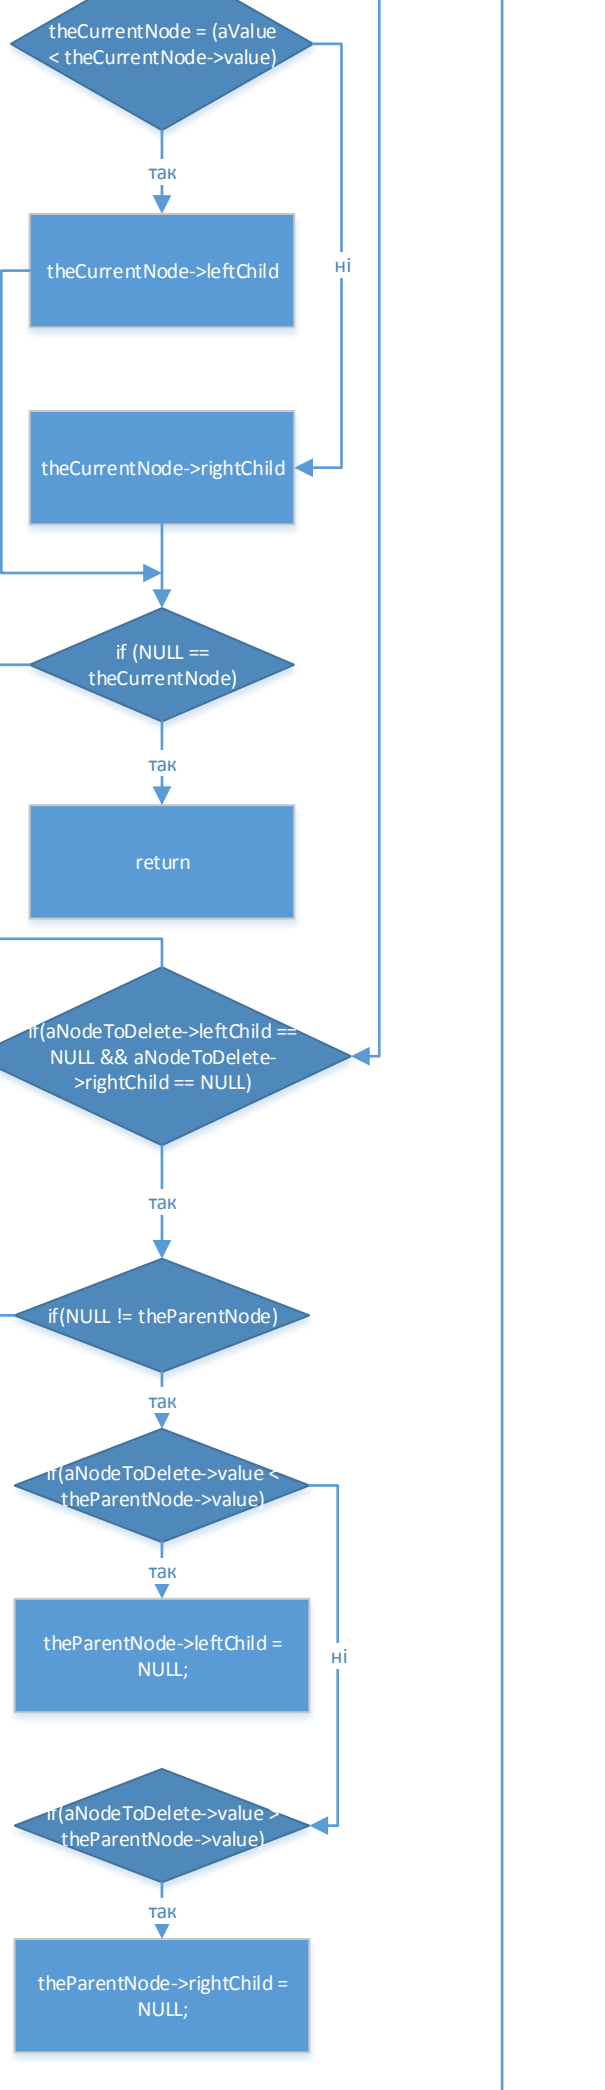 theCurrentNode = (aValue
< theCurrentNode->value)
так
theCurrentNode->leftChild
ні
theCurrentNode->rightChild
if (NULL ==
theCurrentNode)
так
return
if(aNodeToDelete->leftChild ==
NULL && aNodeToDelete-
>rightChild == NULL)
так
if(NULL != theParentNode)
так
if(aNodeToDelete->value <
theParentNode->value)
так
theParentNode->leftChild =
NULL;
ні
if(aNodeToDelete->value >
theParentNode->value)
так
theParentNode->rightChild =
NULL;